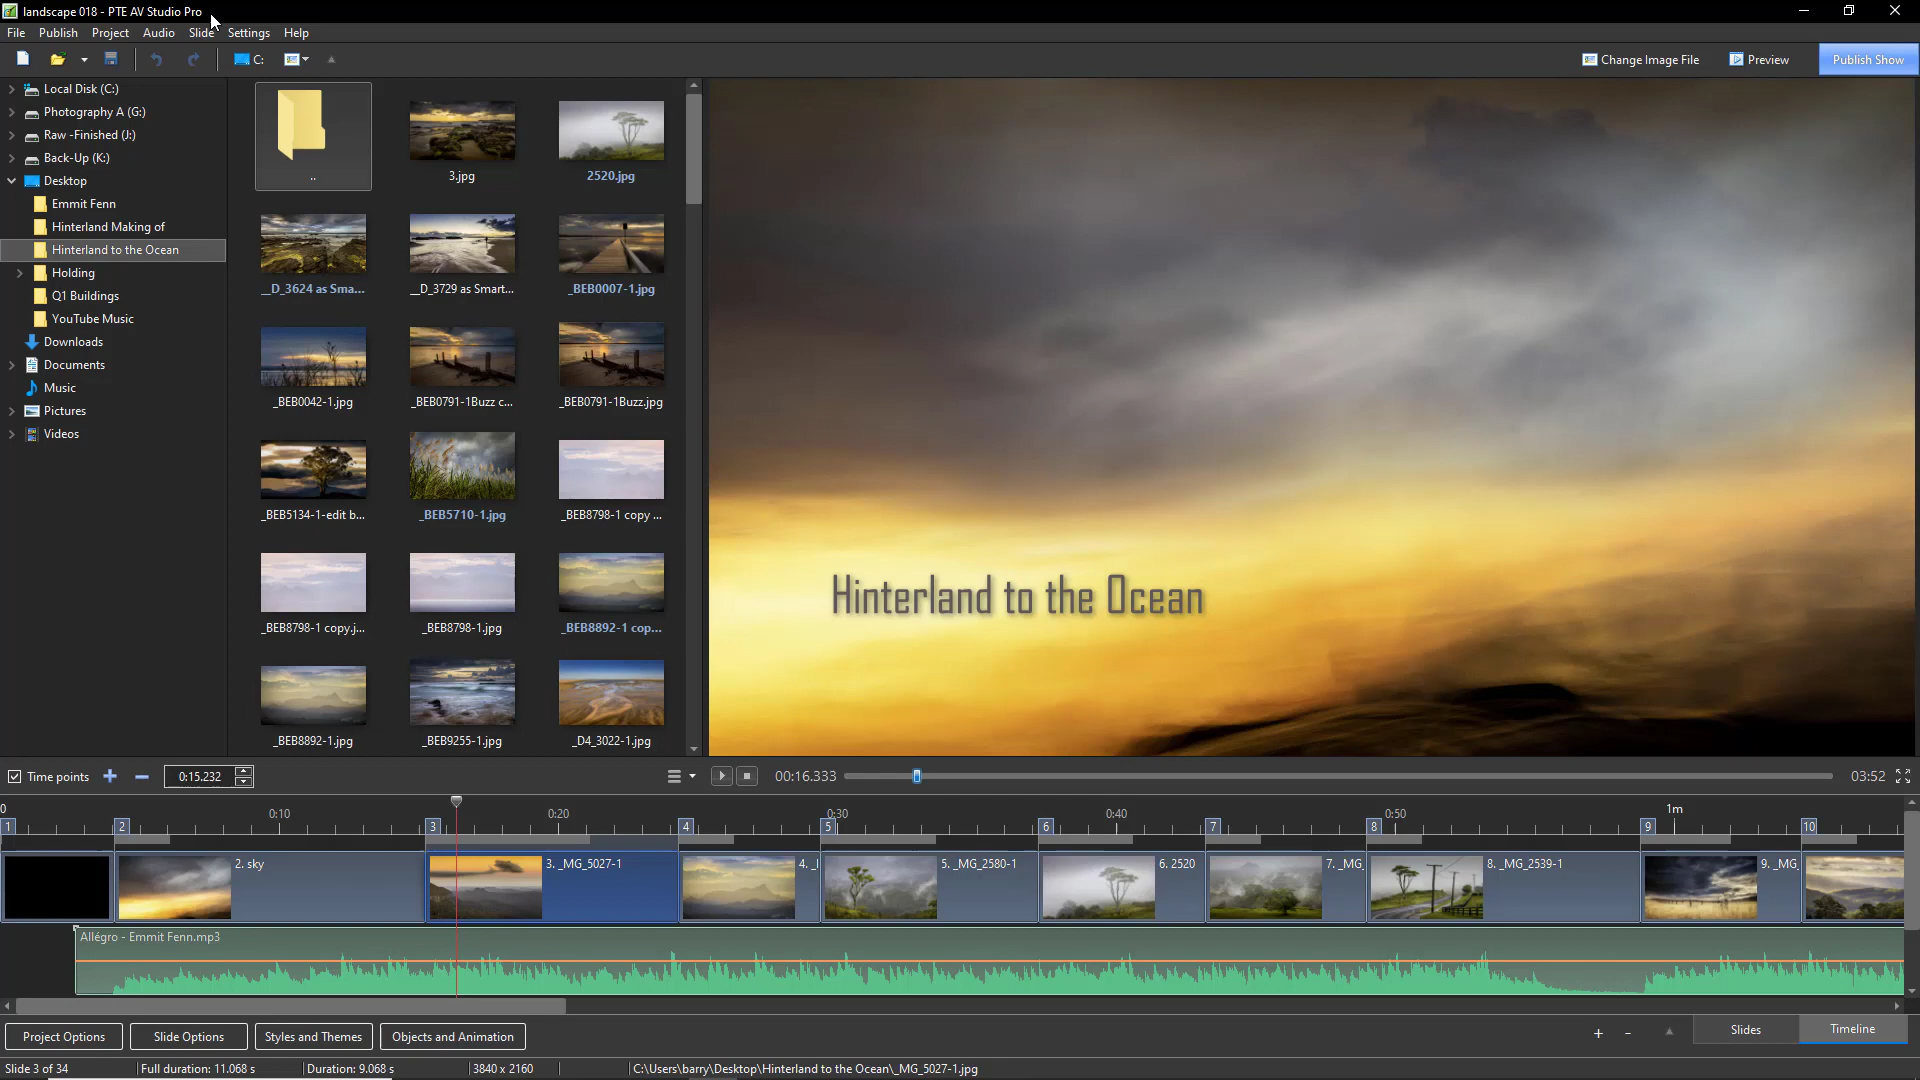 landscape 018 - PTE AV Studio Pro
File Publish Project Audio Slide Settings Help
C: Change Image File Preview Publish Show
Local Disk (C:)
Photography A (G:)
Raw -Finished (J:)
Back-Up (K:)
Desktop
Emmit Fenn
Hinterland Making of
Hinterland to the Ocean
Holding
Q1 Buildings
YouTube Music
Downloads
Documents
Music
Pictures
Videos
.. 3.jpg 2520.jpg
__D_3624 as Sma... __D_3729 as Smart... _BEB0007-1.jpg
_BEB0042-1.jpg _BEB0791-1Buzz c... _BEB0791-1Buzz.jpg
_BEB5134-1-edit b... _BEB5710-1.jpg _BEB8798-1 copy ...
_BEB8798-1 copy.j... _BEB8798-1.jpg _BEB8892-1 cop...
_BEB8892-1.jpg _BEB9255-1.jpg _D4_3022-1.jpg
Hinterland to the Ocean
Time points + − 0:15.232 00:16.333 03:52
0 0:10 0:20 0:30 0:40 0:50 1m
1 2 3 4 5 6 7 8 9 10
2. sky 3. _MG_5027-1 4. _I 5. _MG_2580-1 6. 2520 7. _MG_ 8. _MG_2539-1 9. _MG_
Allégro - Emmit Fenn.mp3
Project Options Slide Options Styles and Themes Objects and Animation + - Slides Timeline
Slide 3 of 34 Full duration: 11.068 s Duration: 9.068 s 3840 x 2160 C:\Users\barry\Desktop\Hinterland to the Ocean\_MG_5027-1.jpg